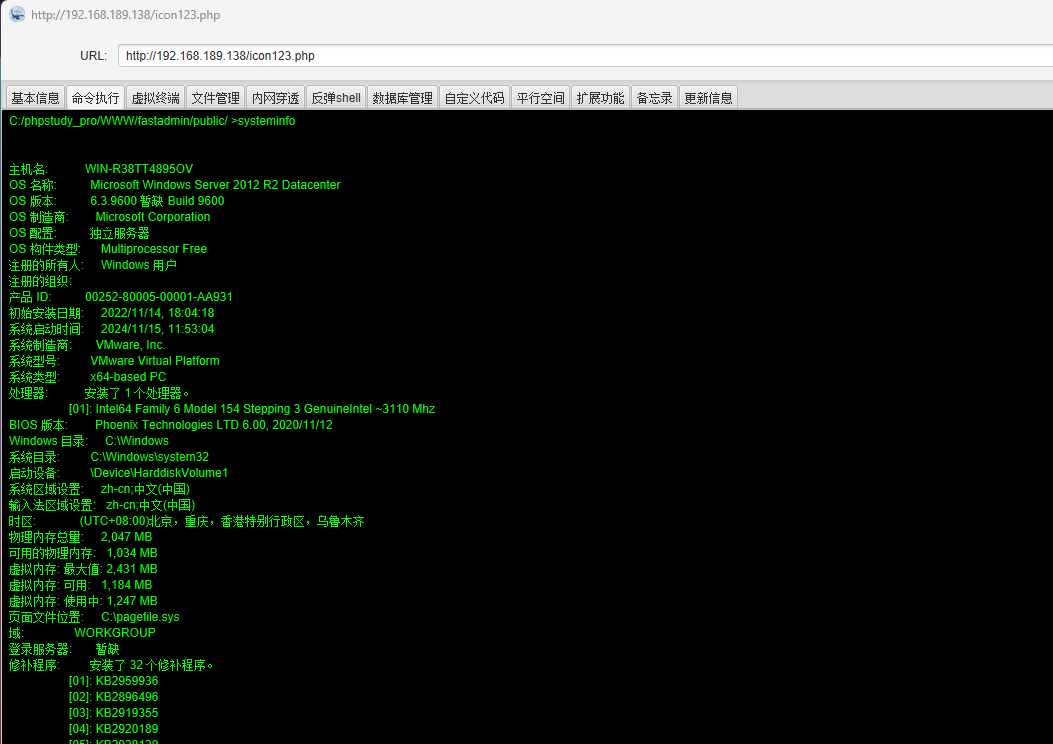 http://192.168.189.138/icon123.php
URL: http://192.168.189.138/icon123.php
基本信息 命令执行 虚拟终端 文件管理 内网穿透 反弹shell 数据库管理 自定义代码 平行空间 扩展功能 备忘录 更新信息
C:/phpstudy_pro/WWW/fastadmin/public/ >systeminfo
主机名: WIN-R38TT4895OV
OS 名称: Microsoft Windows Server 2012 R2 Datacenter
OS 版本: 6.3.9600 暂缺 Build 9600
OS 制造商: Microsoft Corporation
OS 配置: 独立服务器
OS 构件类型: Multiprocessor Free
注册的所有人: Windows 用户
注册的组织:
产品 ID: 00252-80005-00001-AA931
初始安装日期: 2022/11/14, 18:04:18
系统启动时间: 2024/11/15, 11:53:04
系统制造商: VMware, Inc.
系统型号: VMware Virtual Platform
系统类型: x64-based PC
处理器: 安装了 1 个处理器。
[01]: Intel64 Family 6 Model 154 Stepping 3 GenuineIntel ~3110 Mhz
BIOS 版本: Phoenix Technologies LTD 6.00, 2020/11/12
Windows 目录: C:\Windows
系统目录: C:\Windows\system32
启动设备: \Device\HarddiskVolume1
系统区域设置: zh-cn;中文(中国)
输入法区域设置: zh-cn;中文(中国)
时区: (UTC+08:00)北京，重庆，香港特别行政区，乌鲁木齐
物理内存总量: 2,047 MB
可用的物理内存: 1,034 MB
虚拟内存: 最大值: 2,431 MB
虚拟内存: 可用: 1,184 MB
虚拟内存: 使用中: 1,247 MB
页面文件位置: C:\pagefile.sys
域: WORKGROUP
登录服务器: 暂缺
修补程序: 安装了 32 个修补程序。
[01]: KB2959936
[02]: KB2896496
[03]: KB2919355
[04]: KB2920189